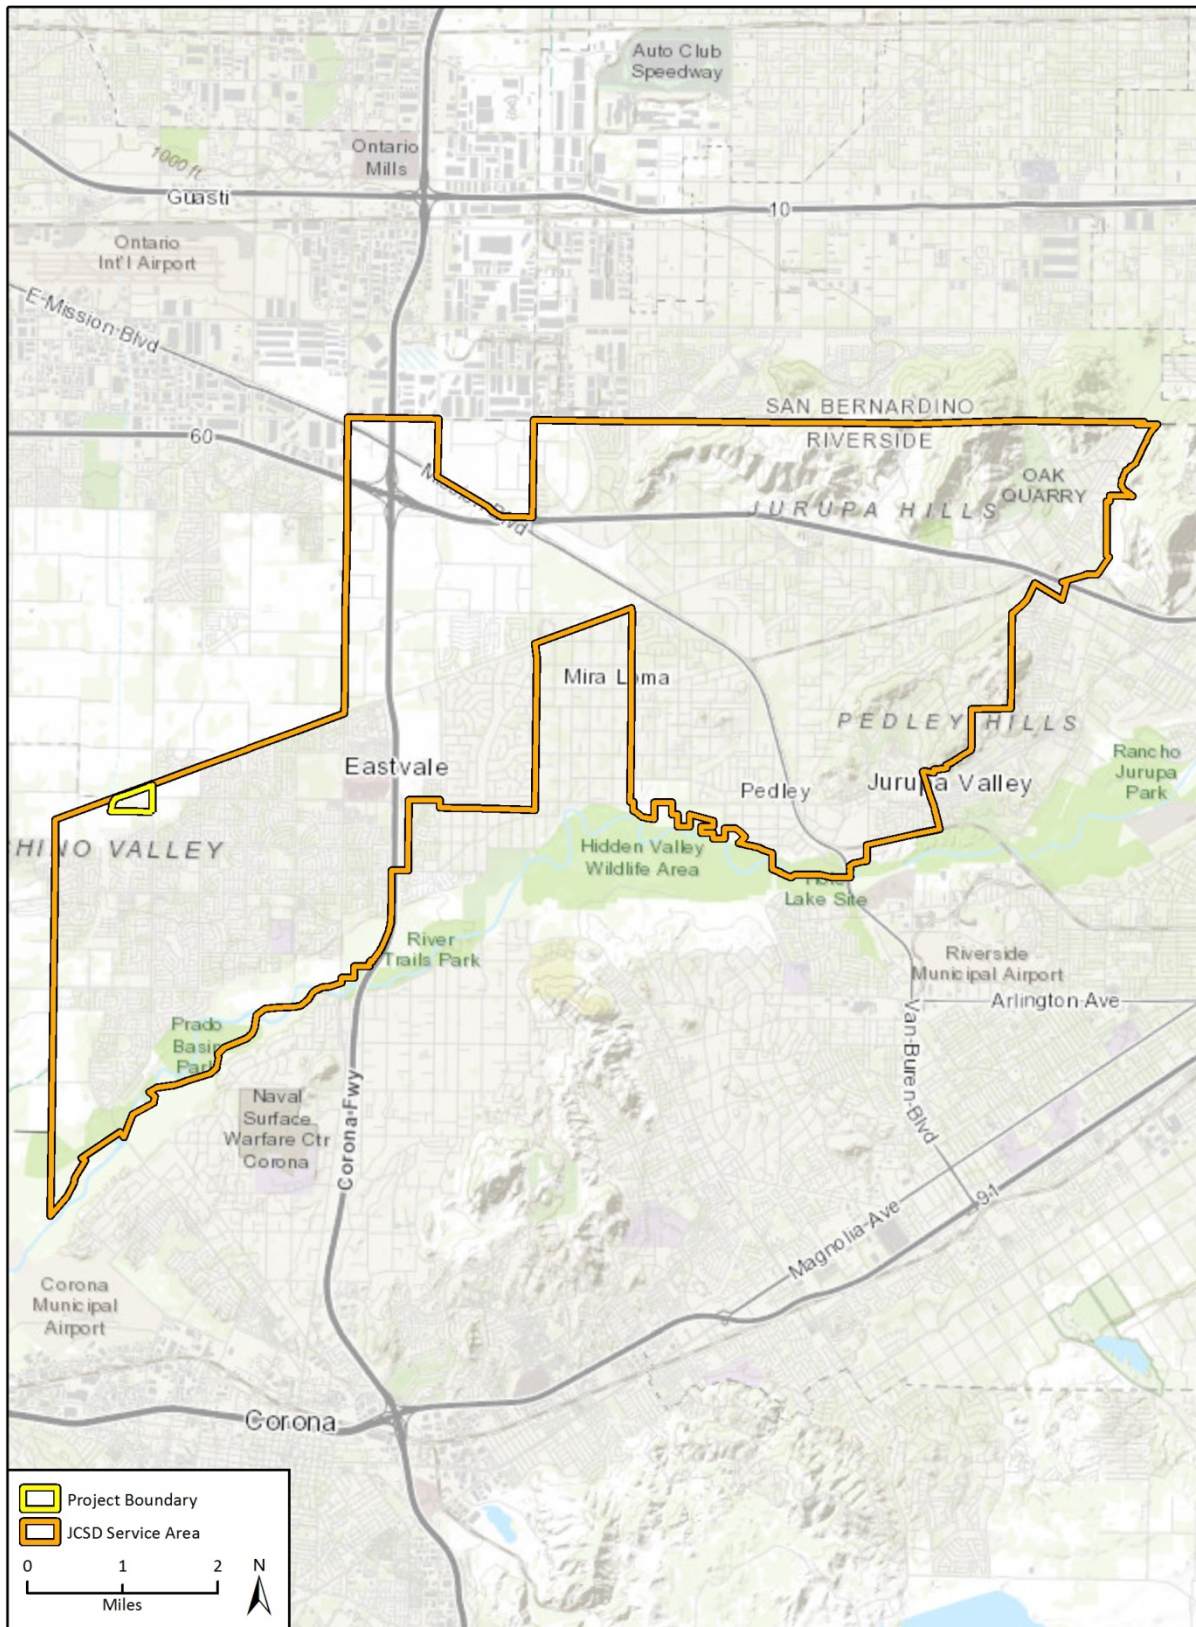 Auto Club
Speedway
Ontario
Mills
1000 ft
Guasti
10
Ontario
Int'l Airport
E-Mission-Blvd
SAN BERNARDINO
RIVERSIDE
60
Mission Blvd
OAK
QUARRY
JURUPA HILLS
Mira Loma
PEDLEY HILLS
Eastvale
Rancho
Jurupa
Park
Pedley
Jurupa Valley
HINO VALLEY
Hidden Valley
Wildlife Area
Lake Site
River
Trails Park
Riverside
Municipal Airport
Arlington Ave
Prado
Basin
Park
Van-Buren-Blvd
Naval
Surface
Warfare Ctr
Corona
Corona-Fwy
91
Magnolia-Ave
Corona
Municipal
Airport
Corona
Project Boundary
JCSD Service Area
0 1 2
Miles
N